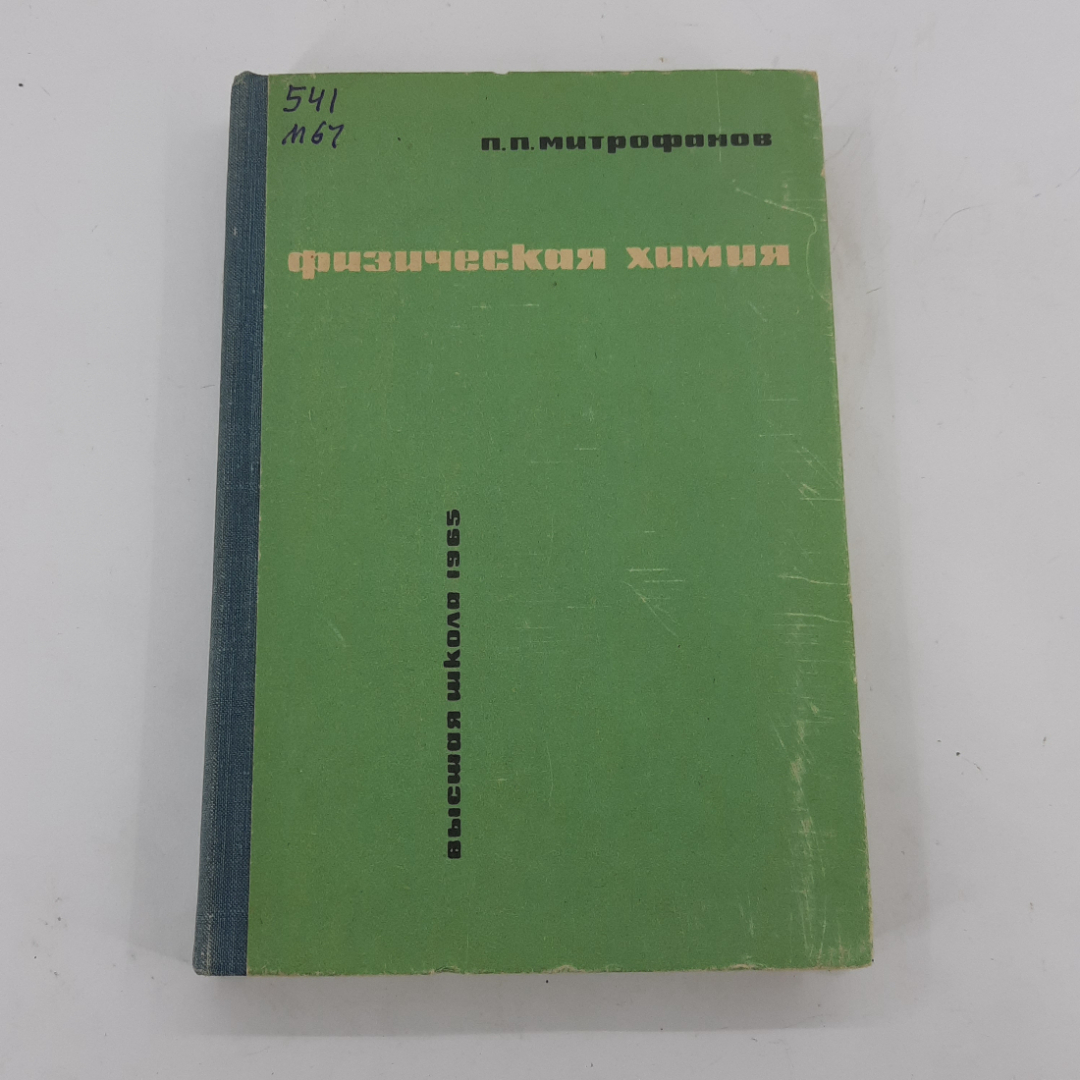 541
М67
П.П.МИТРОФАНОВ
ФИЗИЧЕСКАЯ ХИМИЯ
ВЫСШАЯ ШКОЛА 1965